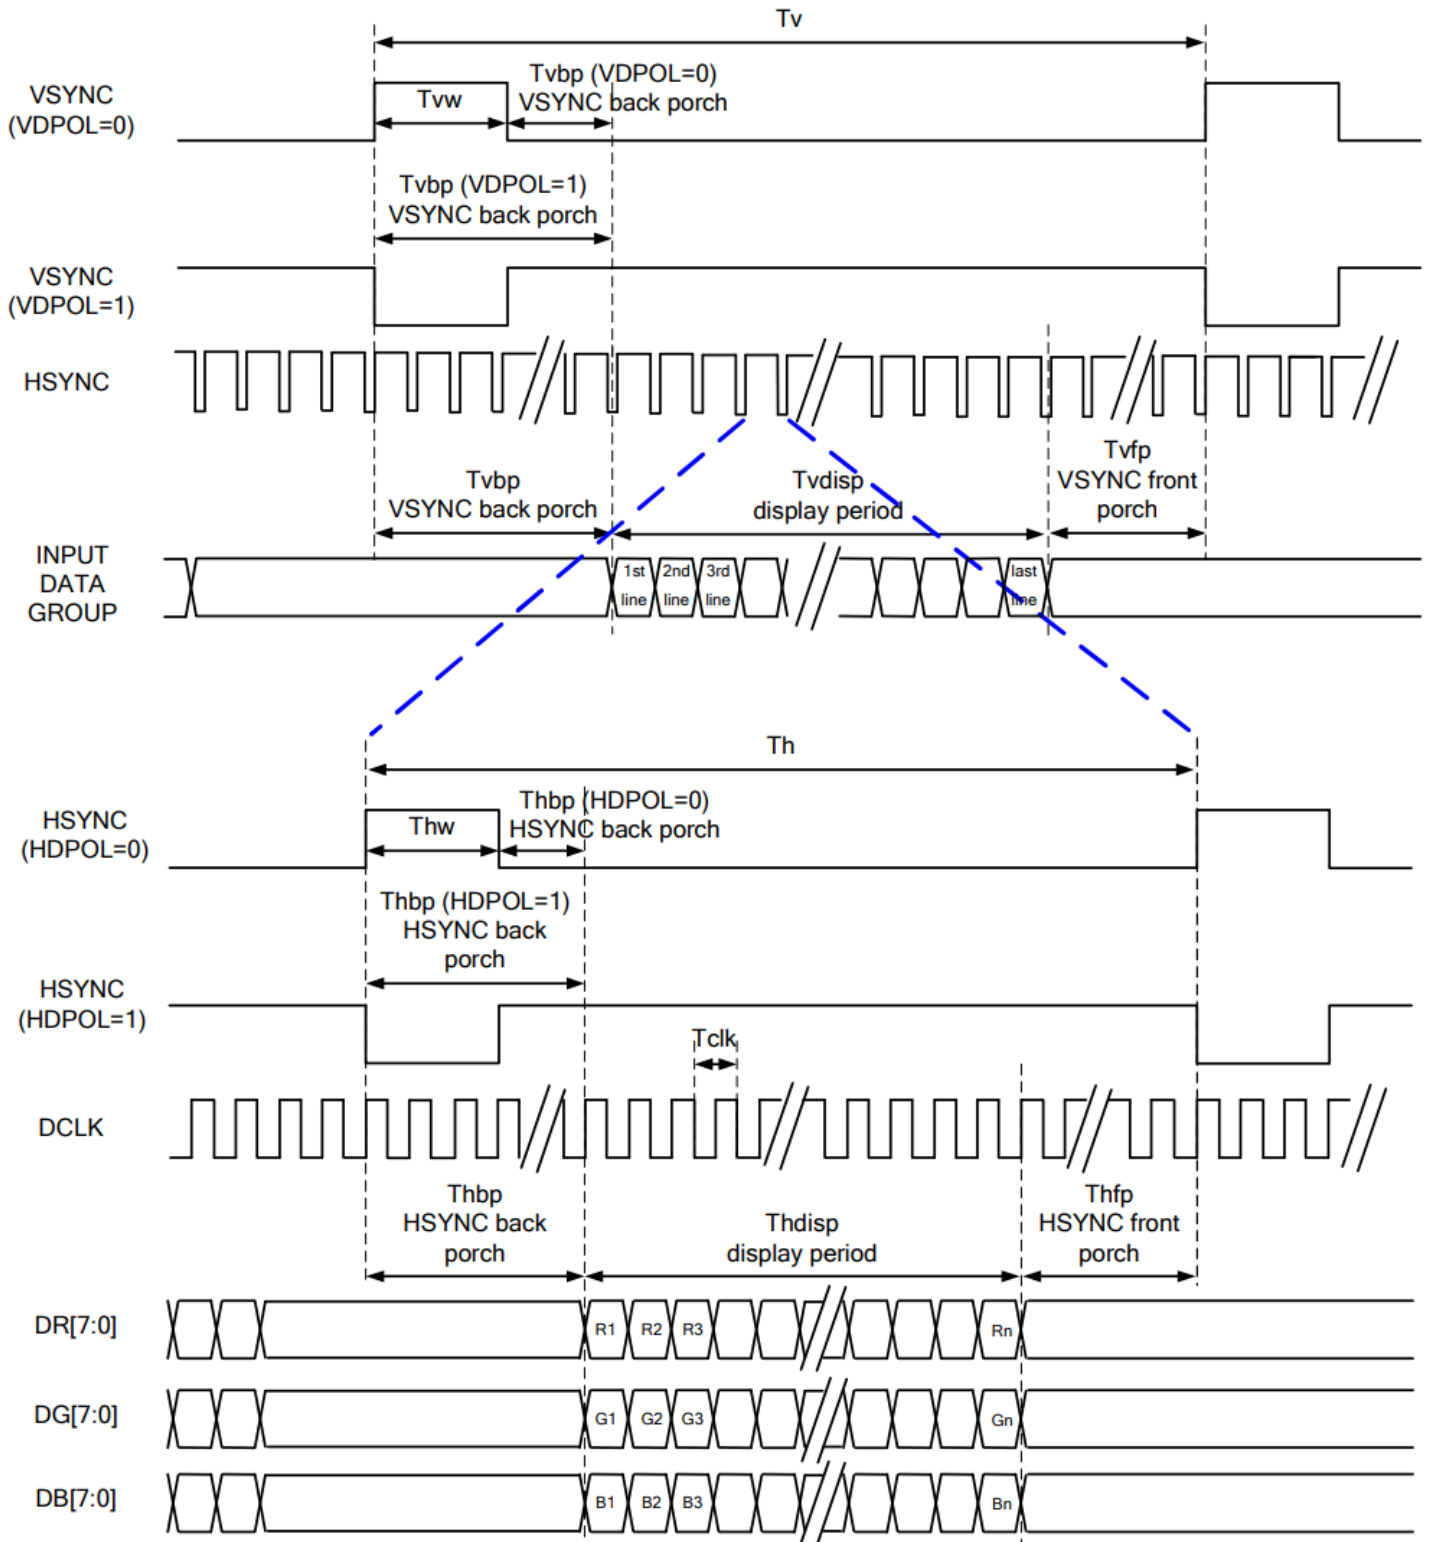 Tv
VSYNC
(VDPOL=0)
Tvw
Tvbp (VDPOL=0)
VSYNC back porch
Tvbp (VDPOL=1)
VSYNC back porch
VSYNC
(VDPOL=1)
HSYNC
Tvbp
VSYNC back porch
Tvdisp
display period
Tvfp
VSYNC front
porch
INPUT
DATA
GROUP
1st
line
2nd
line
3rd
line
last
line
Th
HSYNC
(HDPOL=0)
Thw
Thbp (HDPOL=0)
HSYNC back porch
Thbp (HDPOL=1)
HSYNC back
porch
HSYNC
(HDPOL=1)
Tclk
DCLK
Thbp
HSYNC back
porch
Thdisp
display period
Thfp
HSYNC front
porch
DR[7:0]
R1 R2 R3 Rn
DG[7:0]
G1 G2 G3 Gn
DB[7:0]
B1 B2 B3 Bn